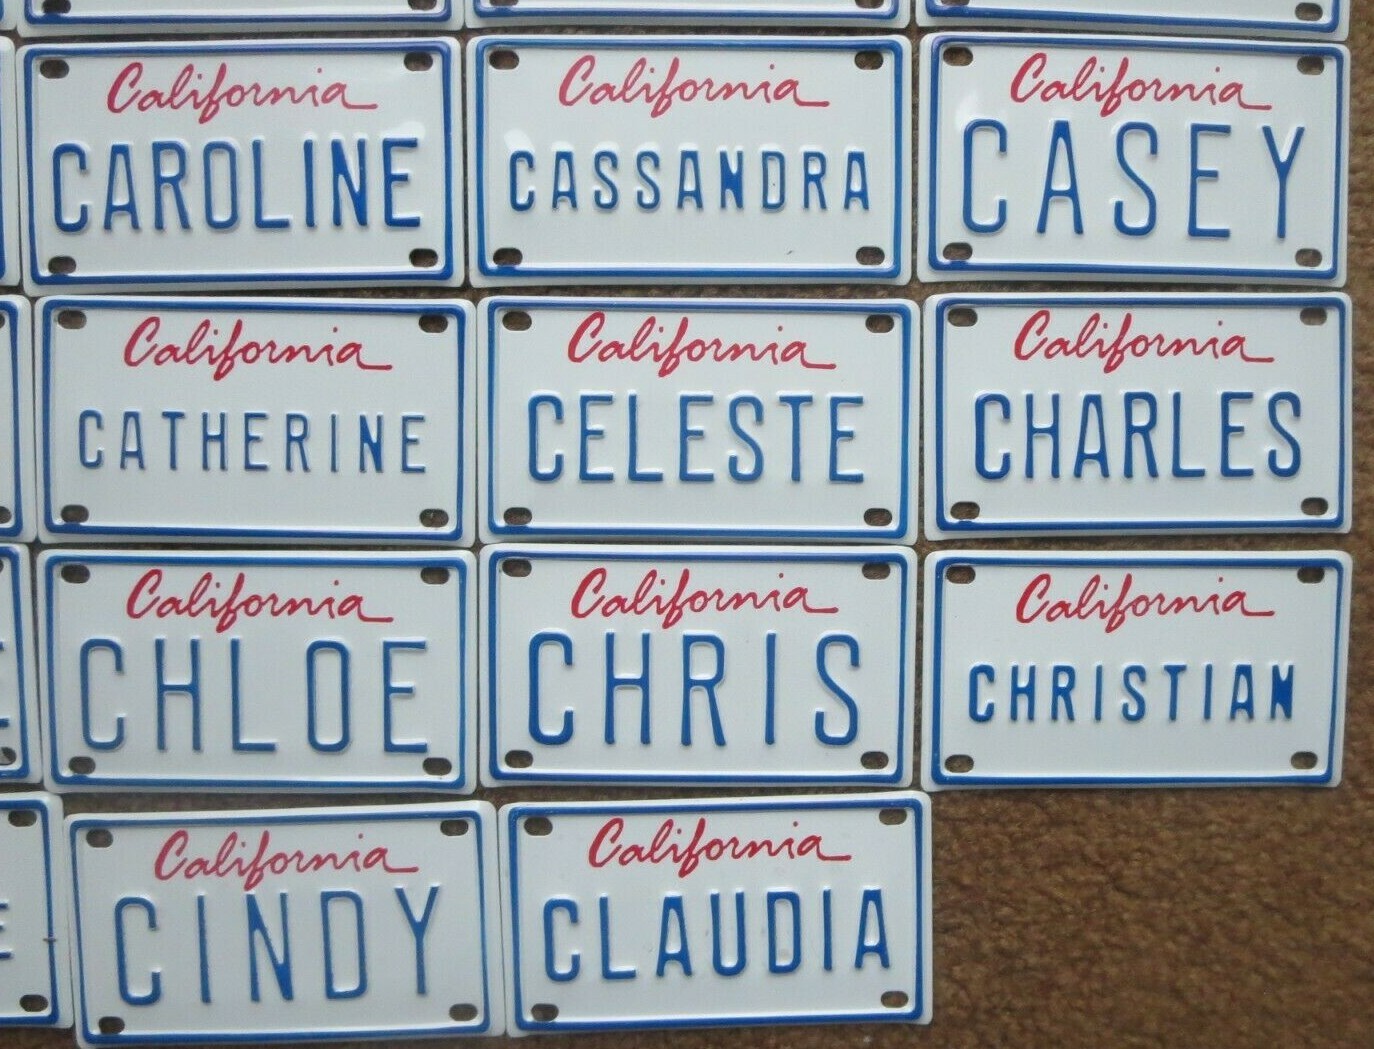 California
CAROLINE
California
CASSANDRA
California
CASEY
California
CATHERINE
California
CELESTE
California
CHARLES
California
CHLOE
California
CHRIS
California
CHRISTIAN
California
CINDY
California
CLAUDIA